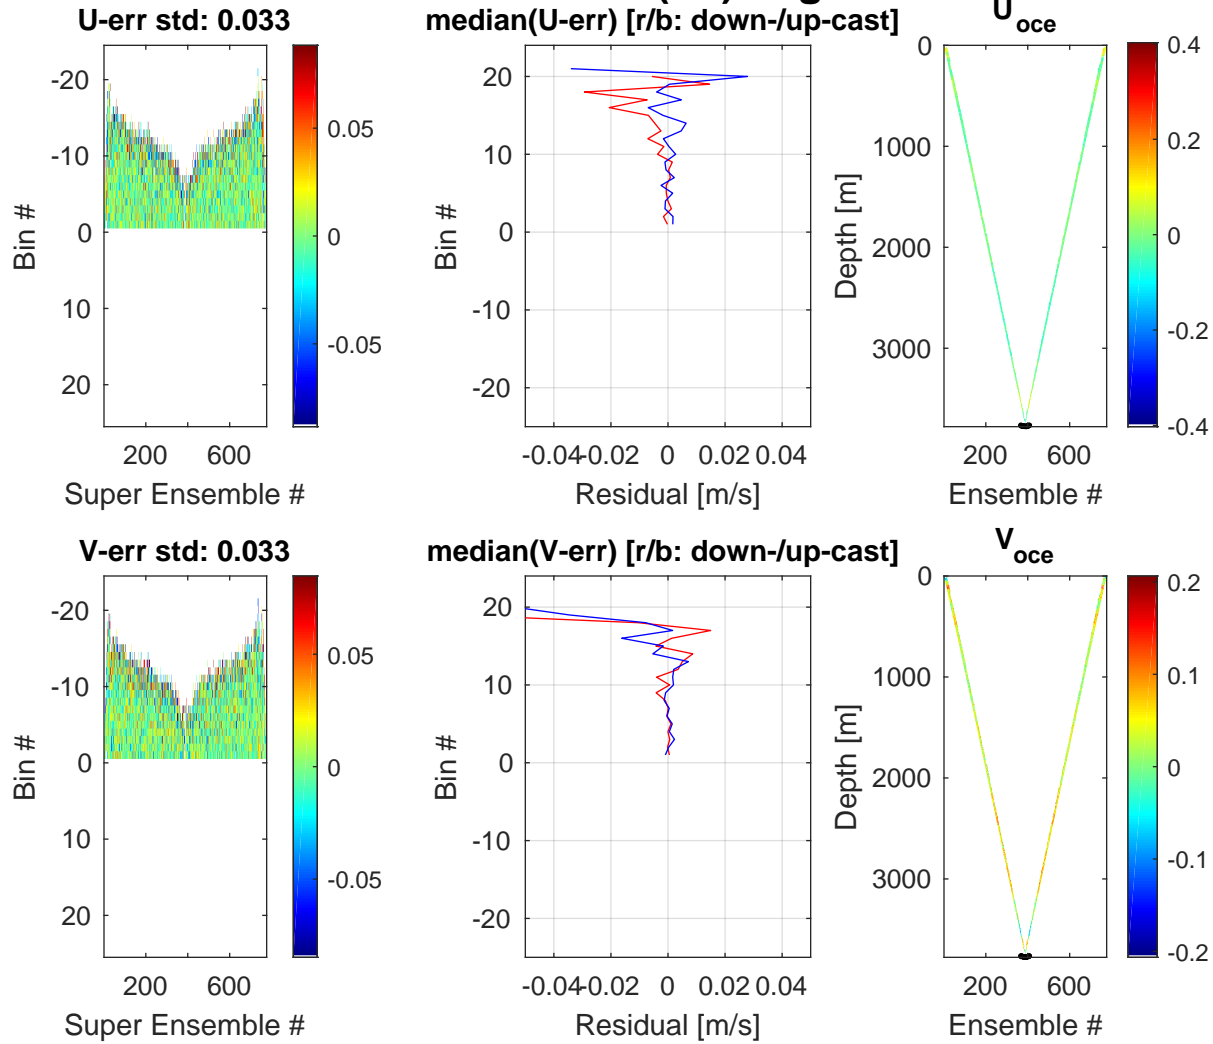 U-err std: 0.033
-20
-10
0
10
20
Bin #
200 600
Super Ensemble #
0.05
0
-0.05
median(U-err) [r/b: down-/up-cast]
20
10
0
-10
-20
Bin #
-0.04 -0.02 0 0.02 0.04
Residual [m/s]
U oce
0
1000
2000
3000
Depth [m]
200 600
Ensemble #
0.4
0.2
0
-0.2
-0.4
V-err std: 0.033
-20
-10
0
10
20
Bin #
200 600
Super Ensemble #
0.05
0
-0.05
median(V-err) [r/b: down-/up-cast]
20
10
0
-10
-20
Bin #
-0.04 -0.02 0 0.02 0.04
Residual [m/s]
V oce
0
1000
2000
3000
Depth [m]
200 600
Ensemble #
0.2
0.1
0
-0.1
-0.2